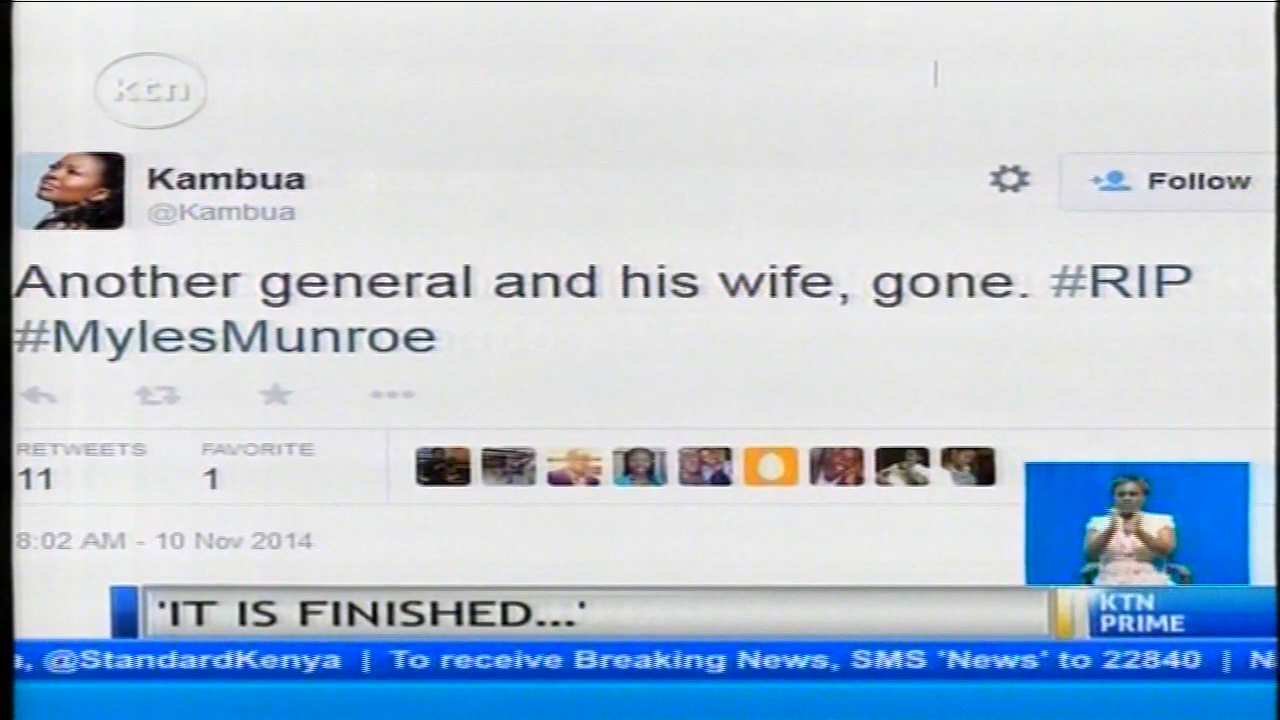 ktn
Kambua
@Kambua
Follow
Another general and his wife, gone. #RIP
#MylesMunroe
RETWEETS
FAVORITE
11
1
8:02 AM - 10 Nov 2014
'IT IS FINISHED...'
KTN
PRIME
, @StandardKenya | To receive Breaking News, SMS 'News' to 22840 | N